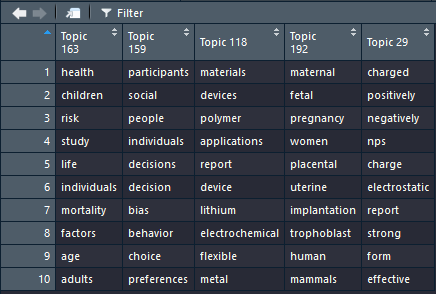 Filter
Topic 163 Topic 159 Topic 118 Topic 192 Topic 29
1 health participants materials maternal charged
2 children social devices fetal positively
3 risk people polymer pregnancy negatively
4 study individuals applications women nps
5 life decisions report placental charge
6 individuals decision device uterine electrostatic
7 mortality bias lithium implantation report
8 factors behavior electrochemical trophoblast strong
9 age choice flexible human form
10 adults preferences metal mammals effective